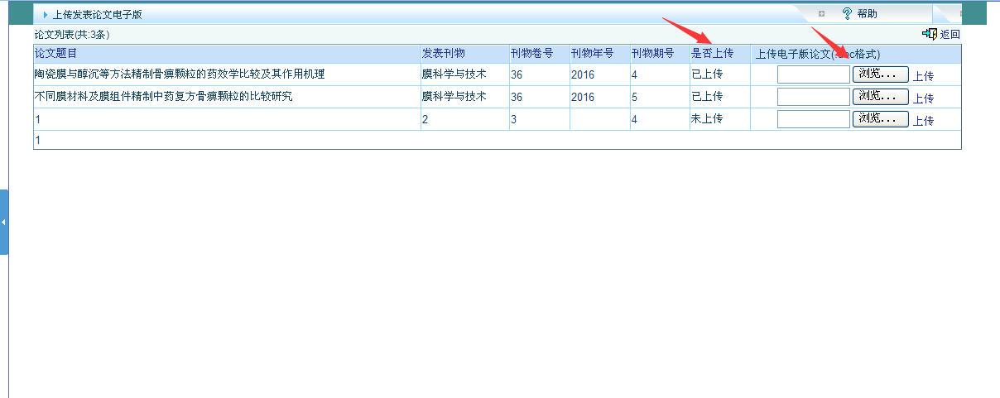 上传发表论文电子版 帮助
论文列表(共:3条) 返回
论文题目 发表刊物 刊物卷号 刊物年号 刊物期号 是否上传 上传电子版论文( oc格式)
陶瓷膜与醇沉等方法精制骨痹颗粒的药效学比较及其作用机理 膜科学与技术 36 2016 4 已上传 浏览... 上传
不同膜材料及膜组件精制中药复方骨痹颗粒的比较研究 膜科学与技术 36 2016 5 已上传 浏览... 上传
1 2 3 4 未上传 浏览... 上传
1